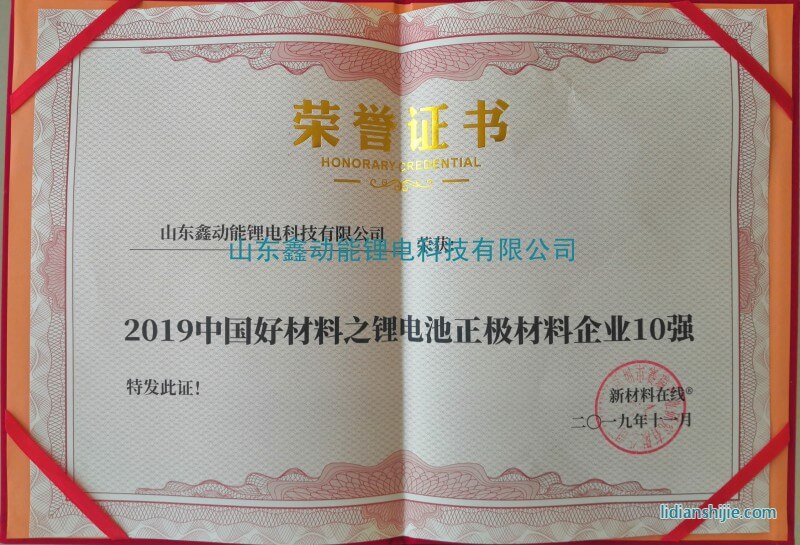 荣誉证书
HONORARY CREDENTIAL
山东鑫动能锂电科技有限公司 荣获
山东鑫动能锂电科技有限公司
2019中国好材料之锂电池正极材料企业10强
特发此证！
新材料在线®
二〇一九年十一月
lidianshijie.com